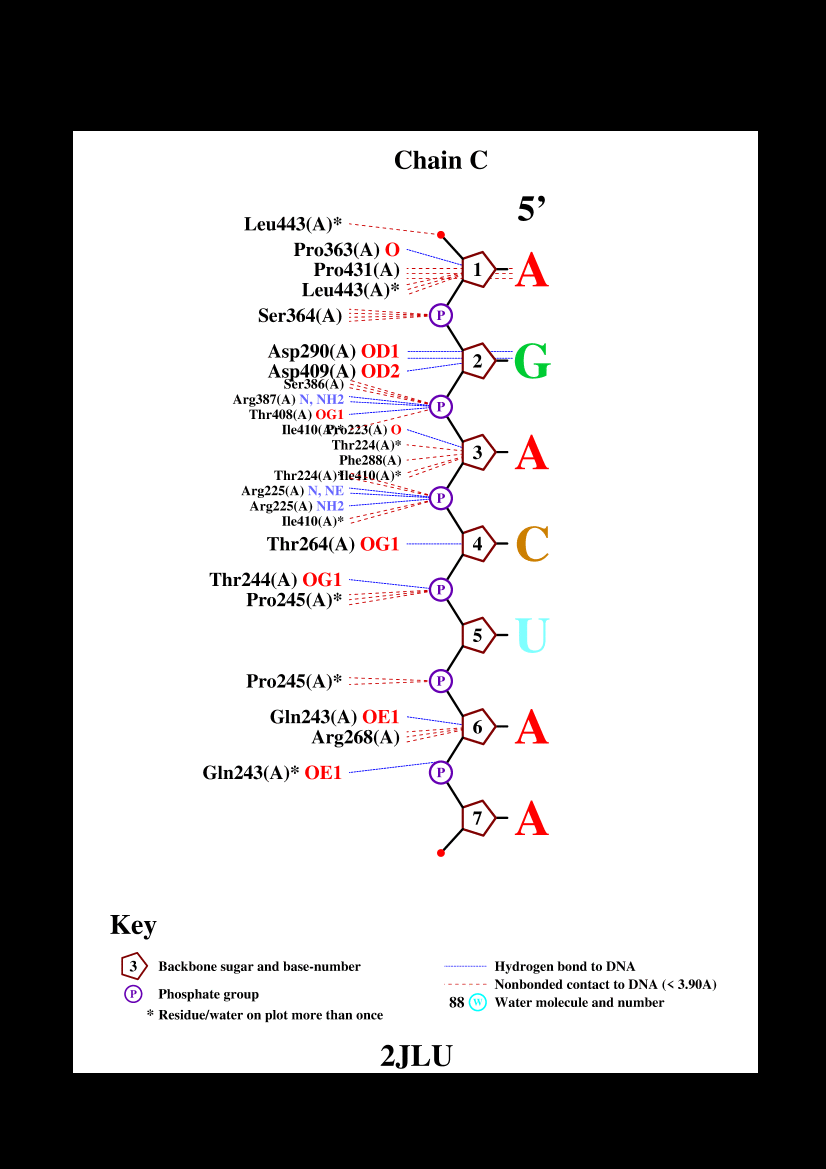 Chain C
5’
Leu443(A)*
Pro363(A) O
Pro431(A)
1 A
Leu443(A)*
Ser364(A)
P
Asp290(A) OD1
2 G
Asp409(A) OD2
Ser386(A)
Arg387(A) N, NH2
P
Thr408(A) OG1
Ile410(A)*
Pro223(A) O
Thr224(A)*
3 A
Phe288(A)
Thr224(A)*
Ile410(A)*
Arg225(A) N, NE
P
Arg225(A) NH2
Ile410(A)*
Thr264(A) OG1
4 C
Thr244(A) OG1
P
Pro245(A)*
5 U
Pro245(A)*
P
Gln243(A) OE1
6 A
Arg268(A)
Gln243(A)* OE1
P
7 A
Key
3 Backbone sugar and base-number
P Phosphate group
* Residue/water on plot more than once
Hydrogen bond to DNA
Nonbonded contact to DNA (< 3.90A)
88 W Water molecule and number
2JLU